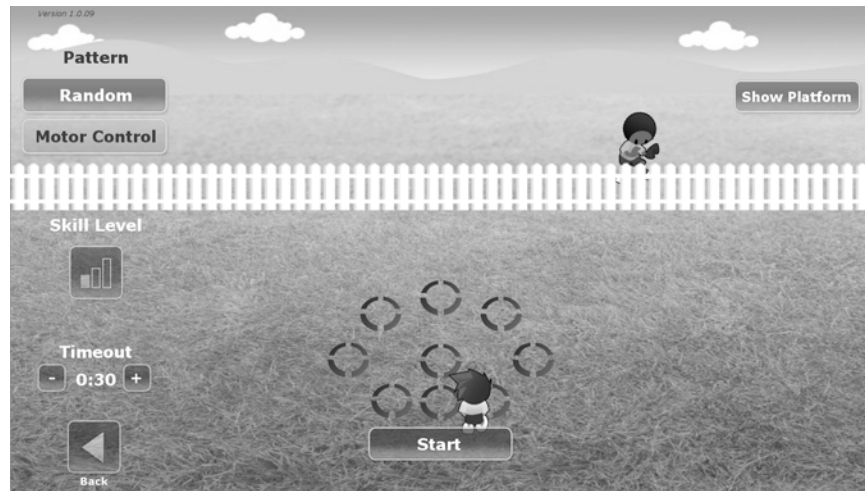 Version 1.0.09
Pattern
Random
Show Platform
Motor Control
Skill Level
Timeout
- 0:30 +
Start
Back